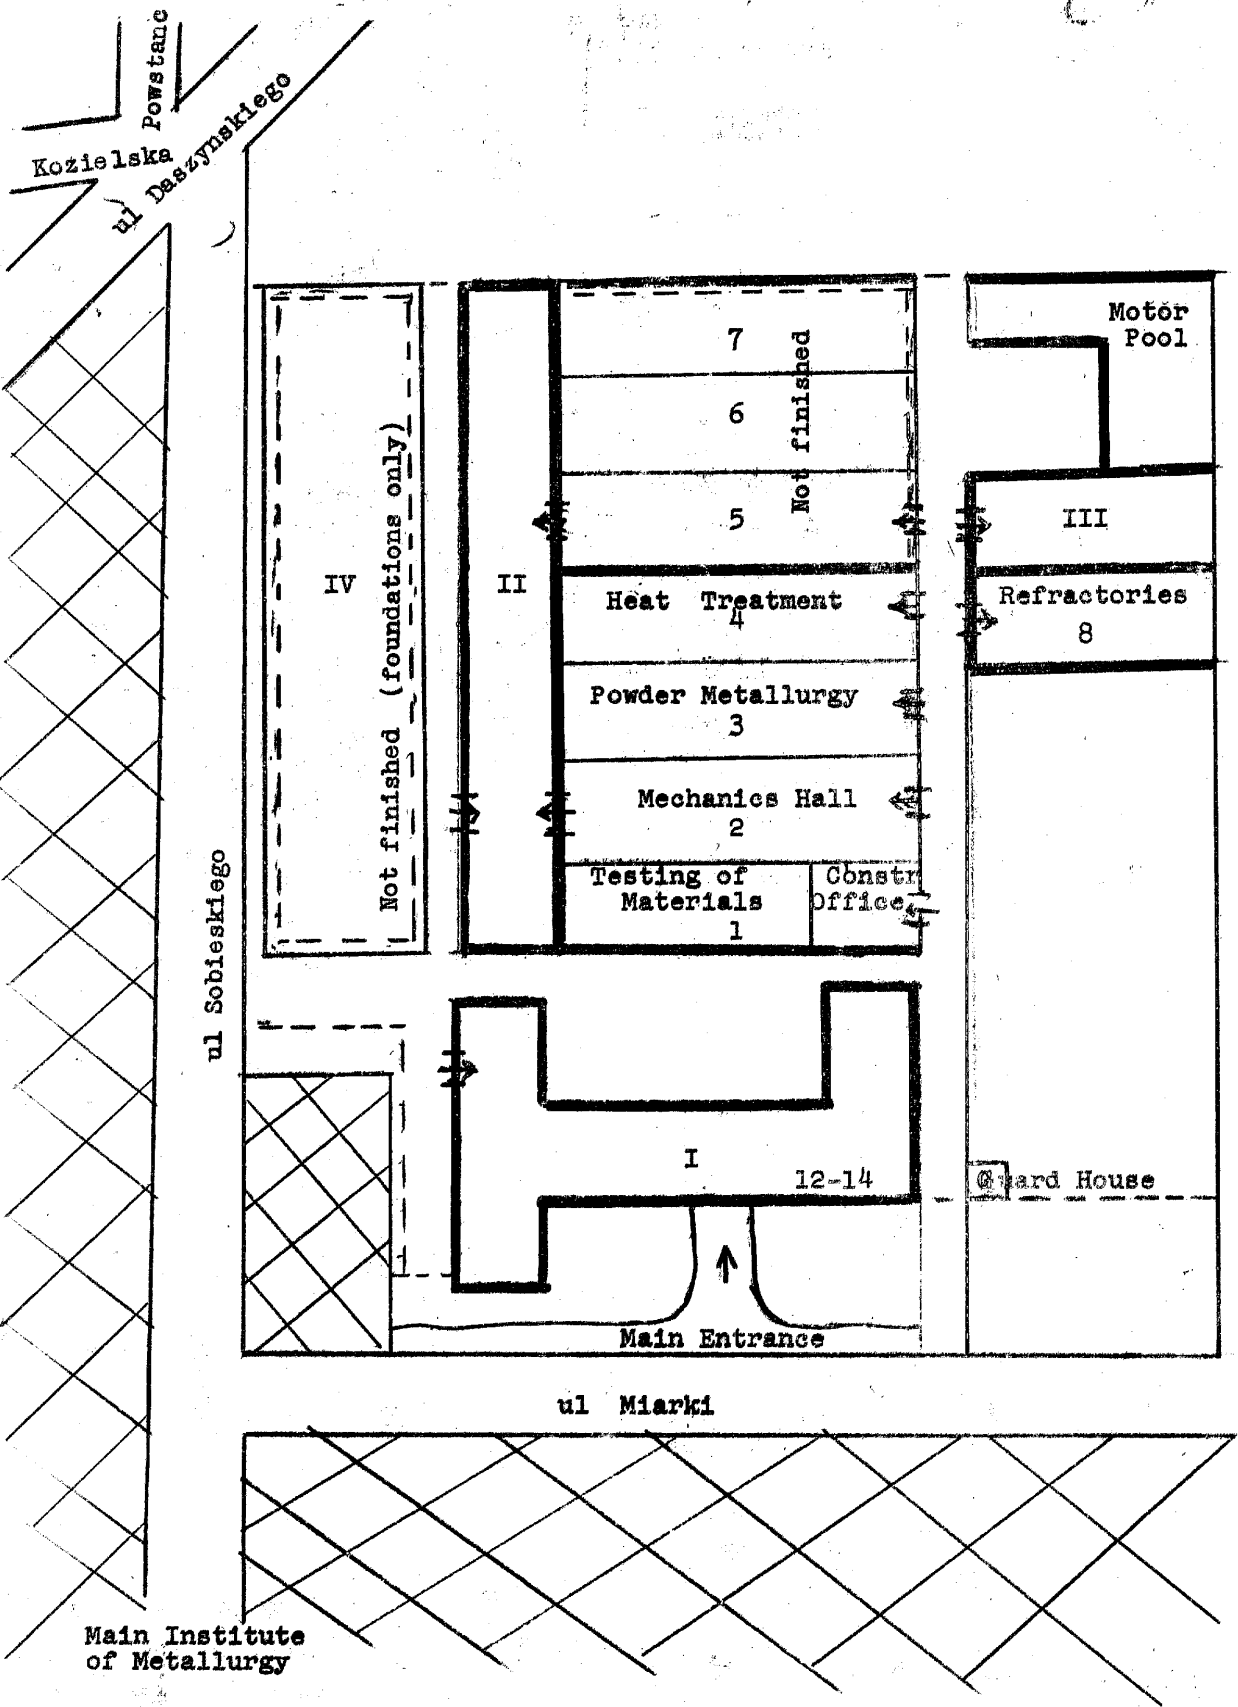 Powstanc
Kozielska
ul Daszynskiego
Motor
Pool
7
6
Not finished
5
III
IV
Not finished (foundations only)
II
Heat Treatment
4
Refractories
8
Powder Metallurgy
3
Mechanics Hall
2
Testing of
Materials
1
Constr
Office
ul Sobieskiego
I
12-14
Guard House
Main Entrance
ul Miarki
Main Institute
of Metallurgy